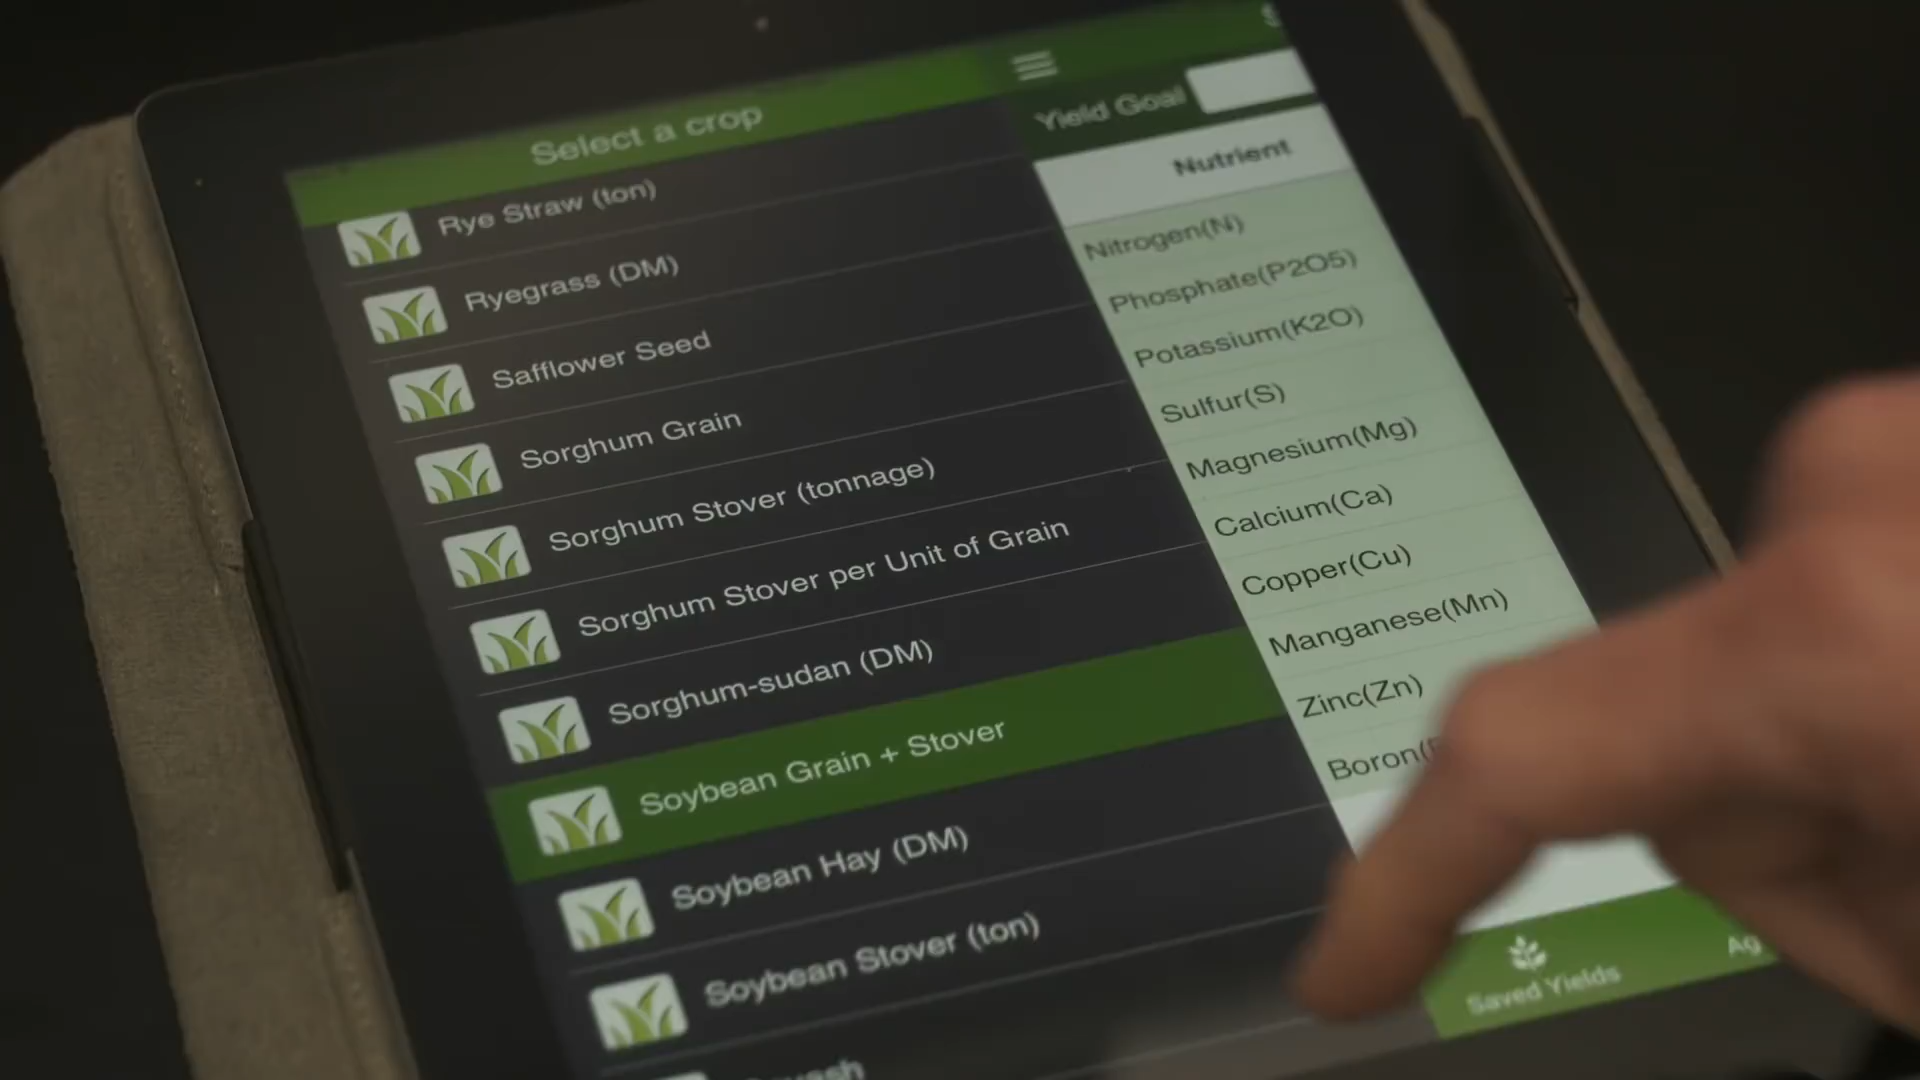 Select a crop
Rye Straw (ton)
Ryegrass (DM)
Safflower Seed
Sorghum Grain
Sorghum Stover (tonnage)
Sorghum Stover per Unit of Grain
Sorghum-sudan (DM)
Soybean Grain + Stover
Soybean Hay (DM)
Soybean Stover (ton)
Yield Goal
Nutrient
Nitrogen(N)
Phosphate(P2O5)
Potassium(K2O)
Sulfur(S)
Magnesium(Mg)
Calcium(Ca)
Copper(Cu)
Manganese(Mn)
Zinc(Zn)
Boron(
Saved Yields
Ag